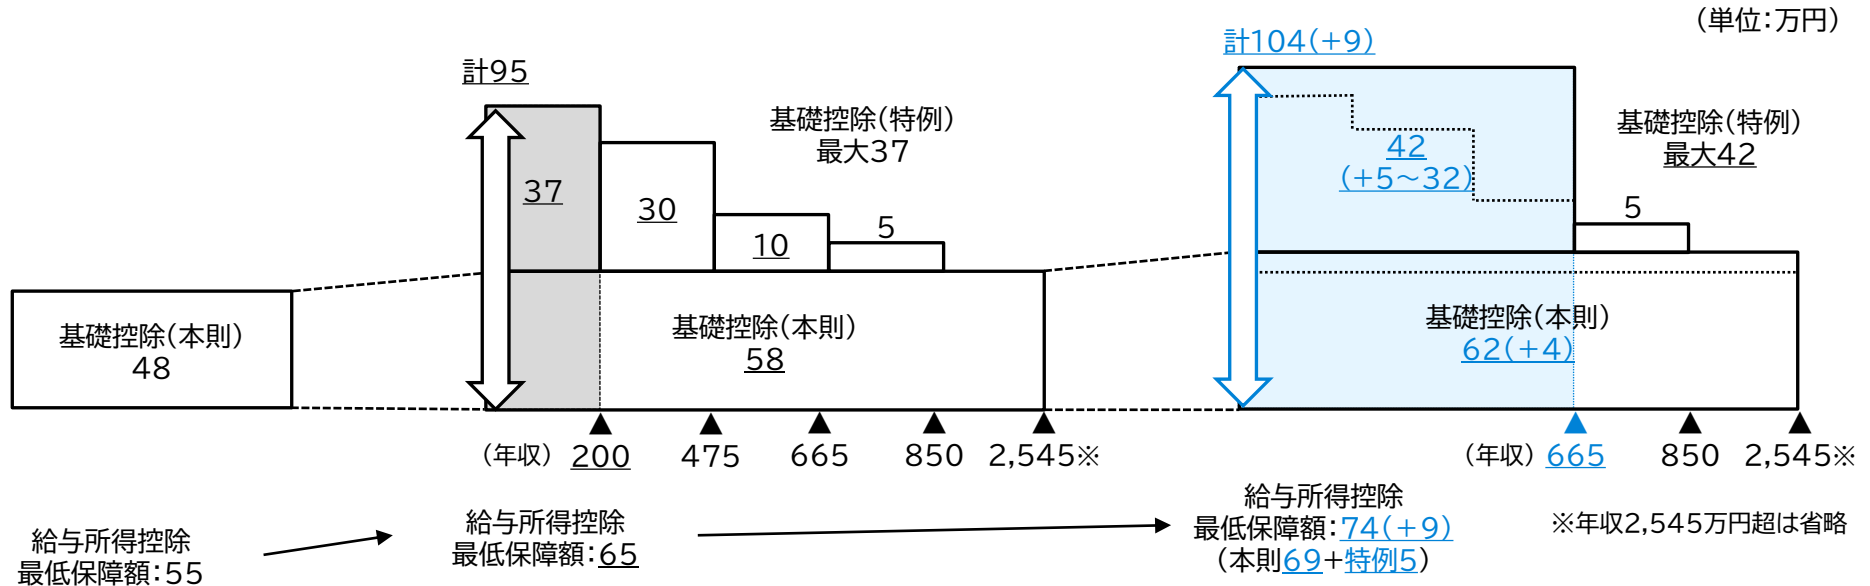 (単位:万円)
計95
基礎控除(特例)
最大37
37
30
10
5
基礎控除(本則)
48
基礎控除(本則)
58
(年収) 200 475 665 850 2,545※
計104(+9)
基礎控除(特例)
最大42
42
(+5～32)
5
基礎控除(本則)
62(+4)
(年収) 665 850 2,545※
給与所得控除
最低保障額:55
給与所得控除
最低保障額:65
給与所得控除
最低保障額:74(+9)
(本則69+特例5)
※年収2,545万円超は省略